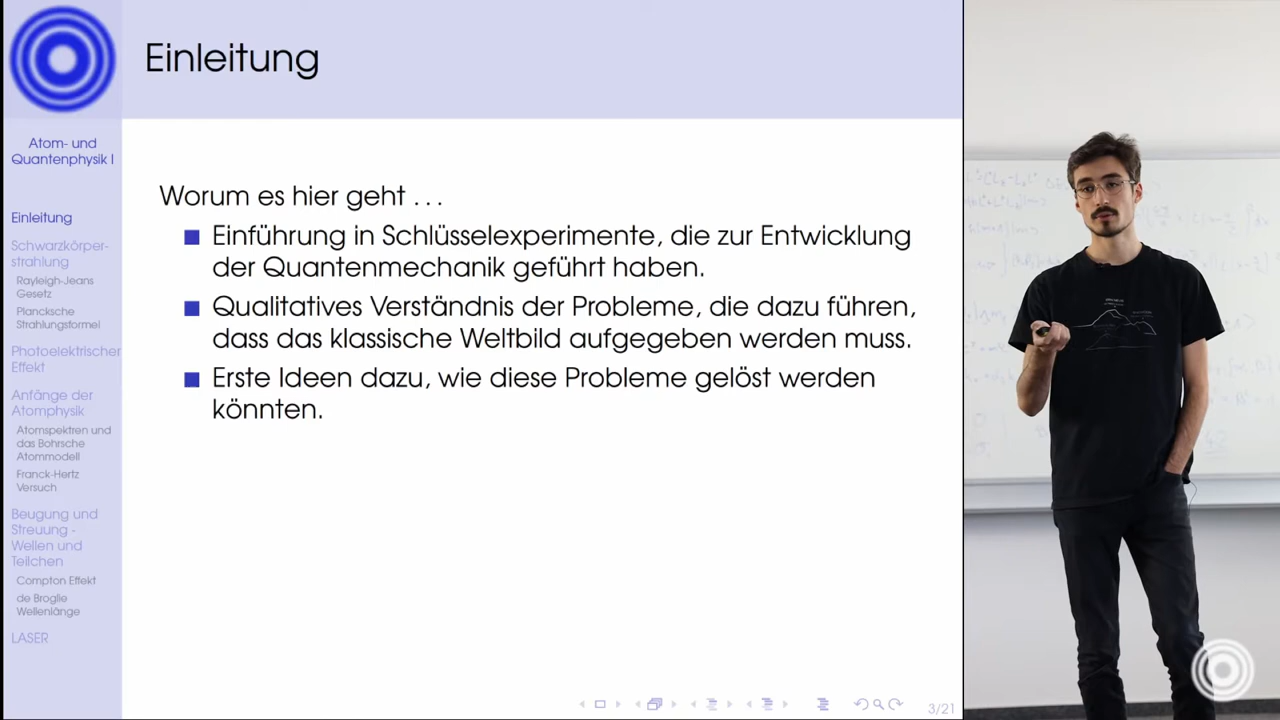 Einleitung
Atom- und
Quantenphysik I
Einleitung
Schwarzkörper-
strahlung
Rayleigh-Jeans
Gesetz
Plancksche
Strahlungsformel
Photoelektrischer
Effekt
Anfänge der
Atomphysik
Atomspektren und
das Bohrsche
Atommodell
Franck-Hertz
Versuch
Beugung und
Streuung -
Wellen und
Teilchen
Compton Effekt
de Broglie
Wellenlänge
LASER
Worum es hier geht . . .
Einführung in Schlüsselexperimente, die zur Entwicklung
der Quantenmechanik geführt haben.
Qualitatives Verständnis der Probleme, die dazu führen,
dass das klassische Weltbild aufgegeben werden muss.
Erste Ideen dazu, wie diese Probleme gelöst werden
könnten.
3/21